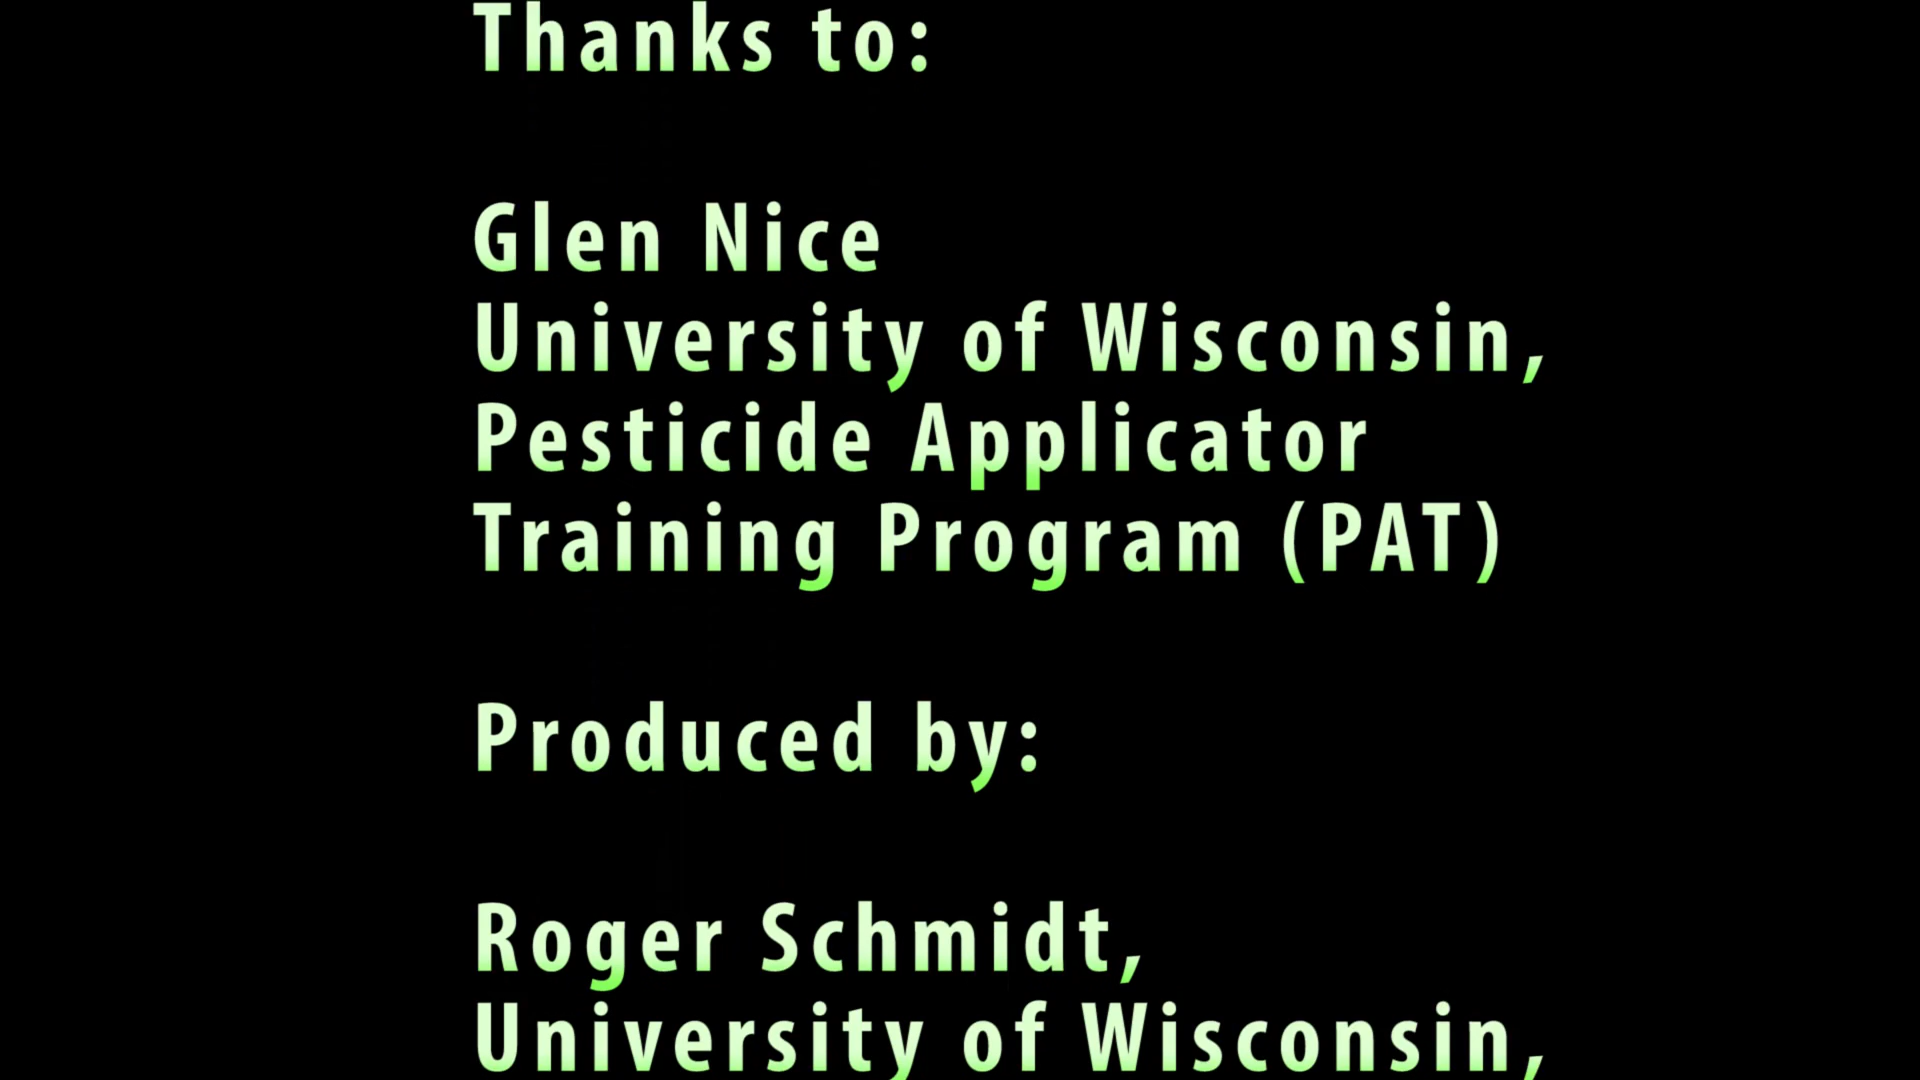 Thanks to:
Glen Nice
University of Wisconsin,
Pesticide Applicator
Training Program (PAT)
Produced by:
Roger Schmidt,
University of Wisconsin,